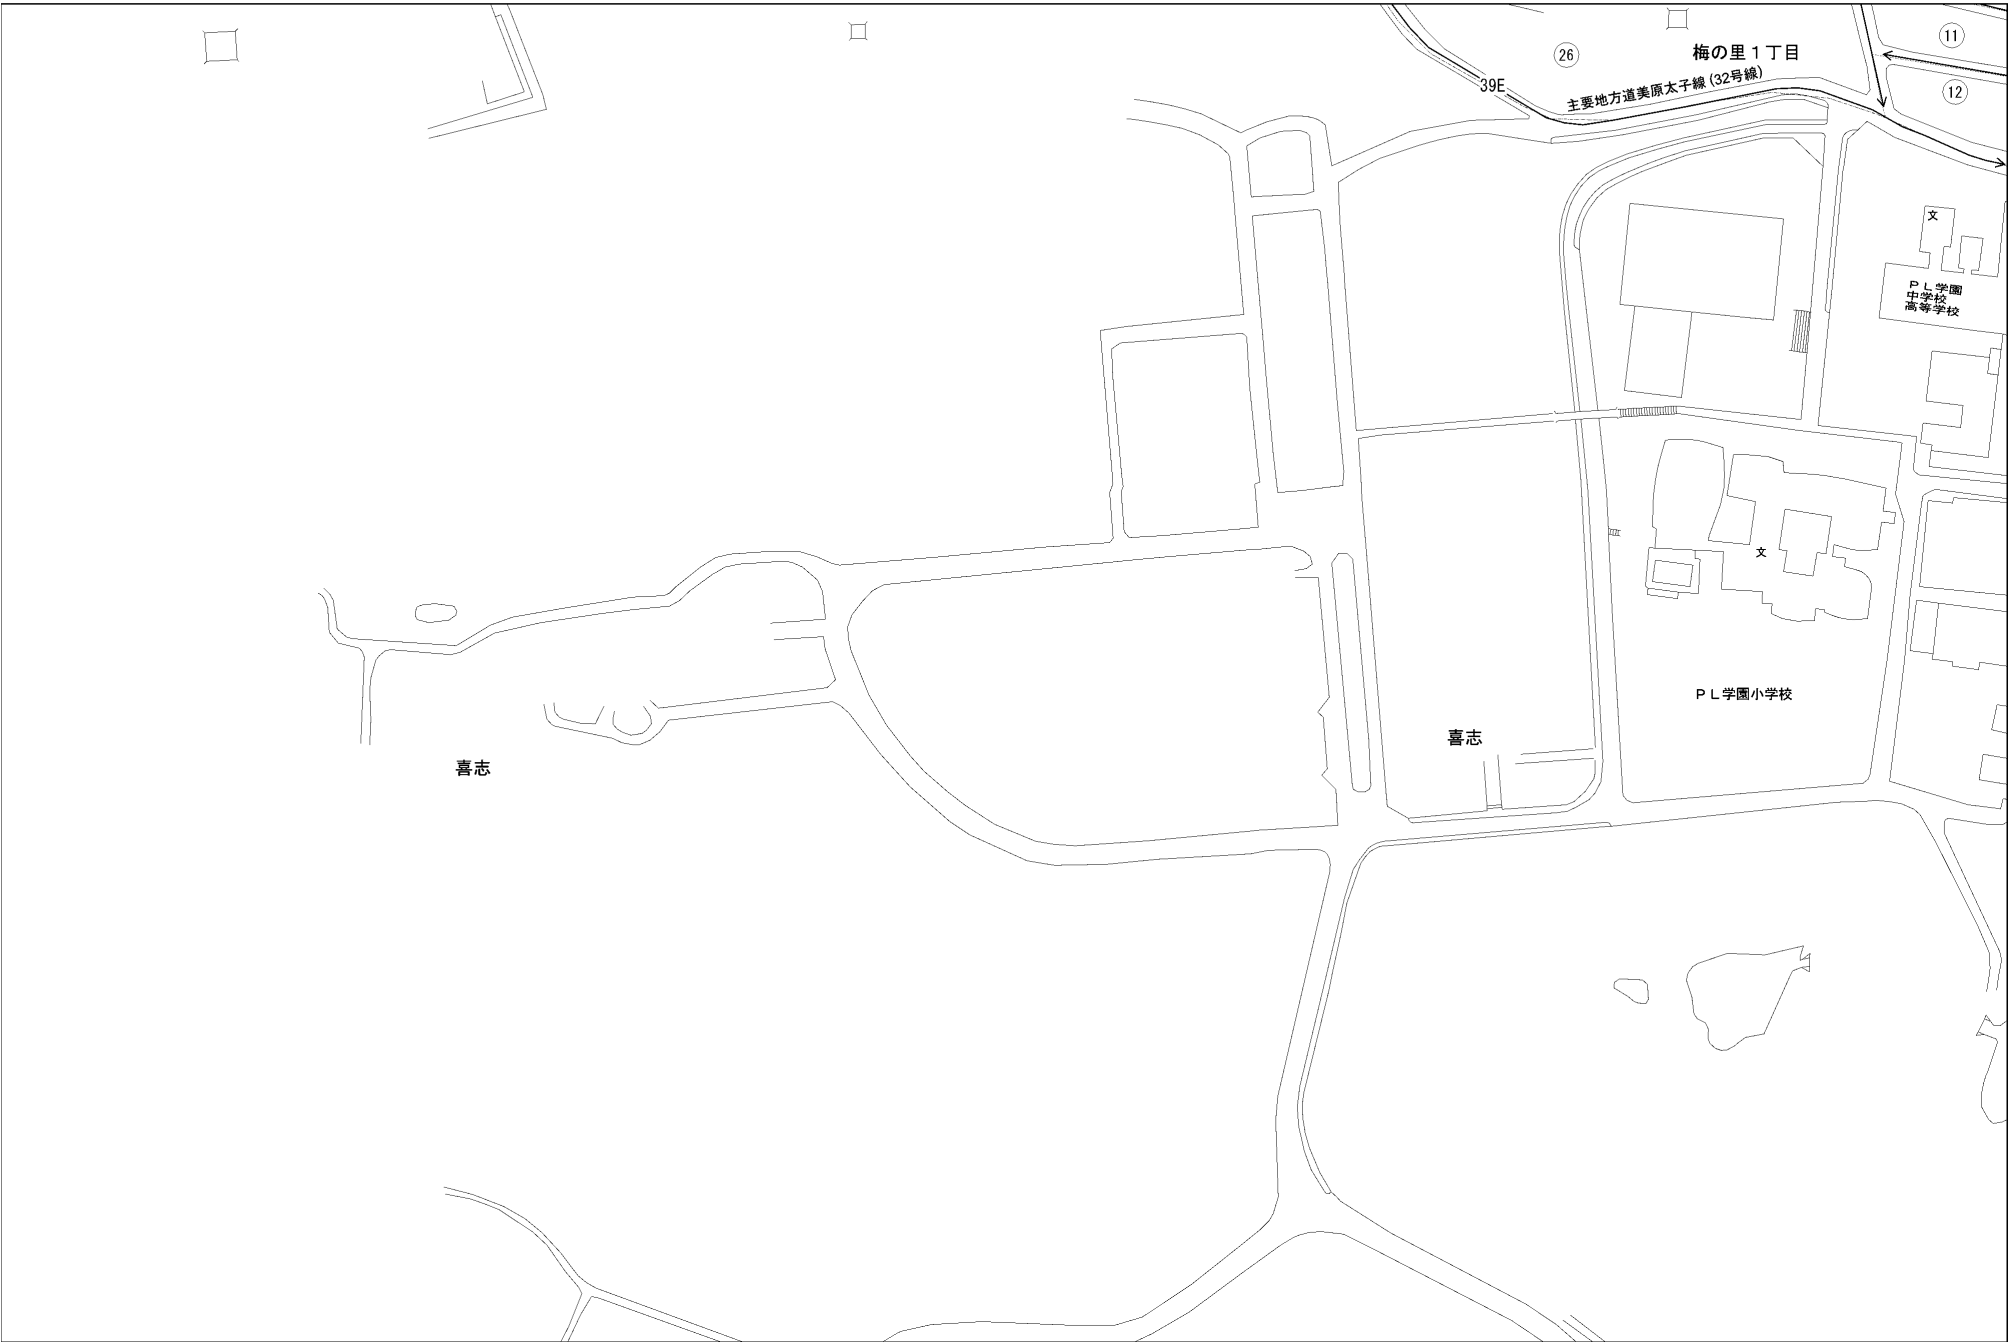 11
梅の里1丁目
26
39E
主要地方道美原太子線(32号線)
12
文
PL学園
中学校
高等学校
文
PL学園小学校
喜志
喜志